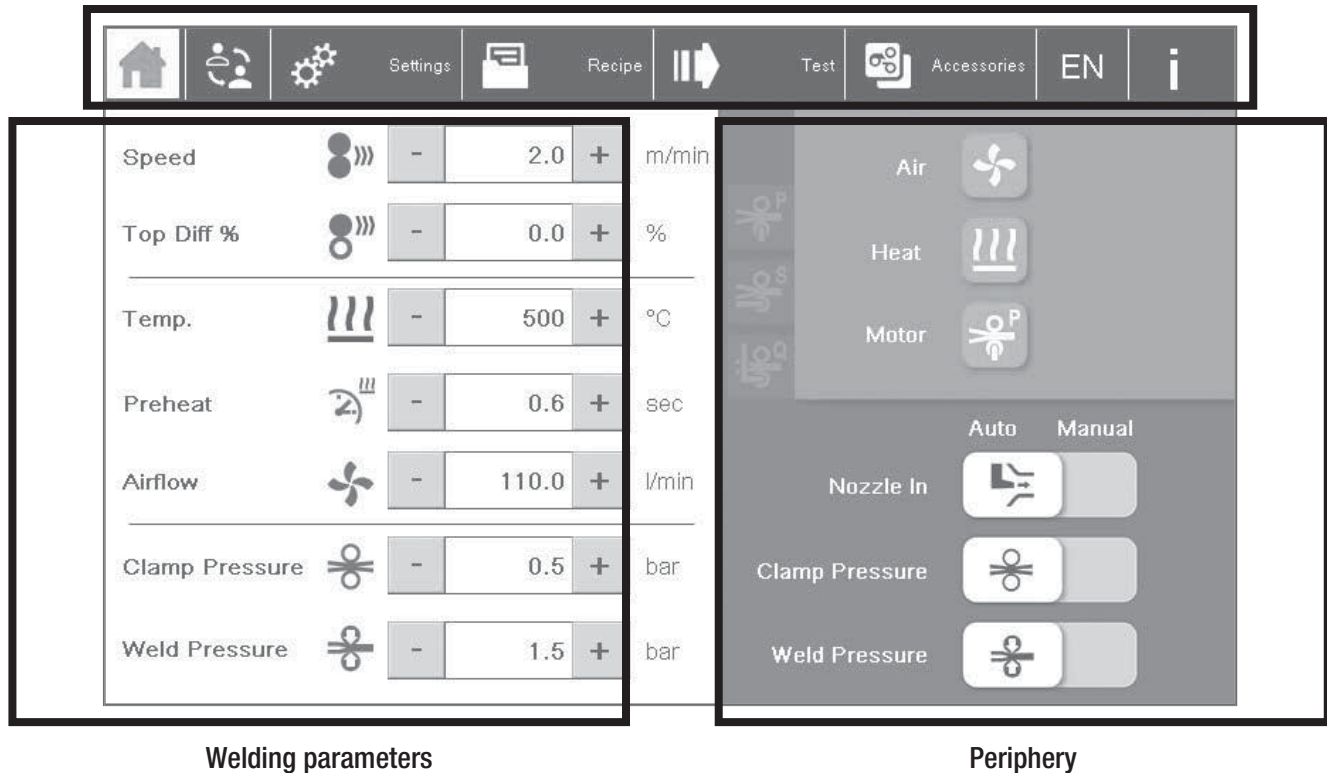 Settings Recipe Test Accessories EN i
Speed - 2.0 + m/min
Top Diff % - 0.0 + %
Temp. - 500 + °C
Preheat - 0.6 + sec
Airflow - 110.0 + l/min
Clamp Pressure - 0.5 + bar
Weld Pressure - 1.5 + bar
Air
P
Heat
S
Motor P
Q
Auto Manual
Nozzle In
Clamp Pressure
Weld Pressure
Welding parameters
Periphery